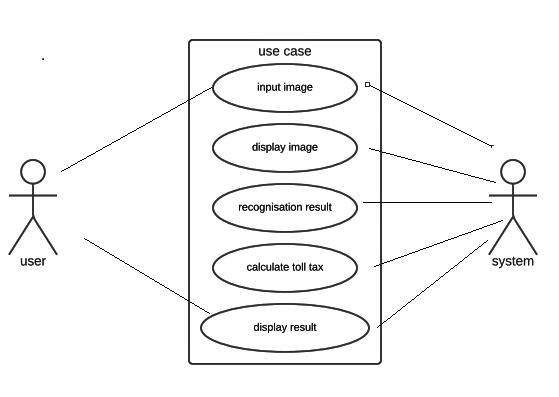 use case
input image
display image
recognisation result
calculate toll tax
display result
user
system